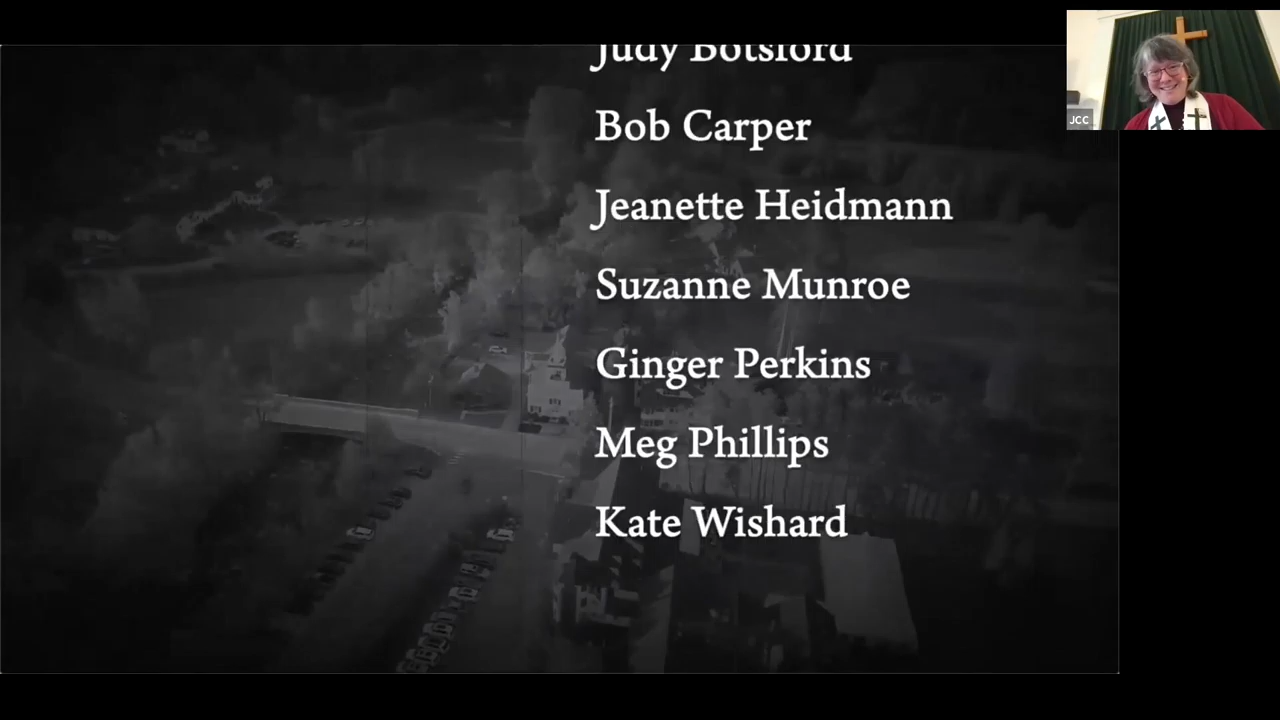 Judy Botsford
Bob Carper
Jeanette Heidmann
Suzanne Munroe
Ginger Perkins
Meg Phillips
Kate Wishard
JCC